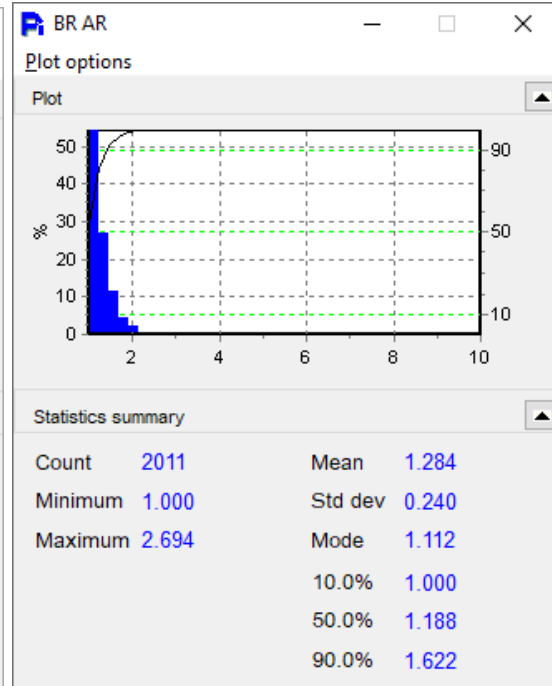 BR AR
Plot options
Plot
50
40
30
20
10
0
%
90
50
10
2 4 6 8 10
Statistics summary
Count 2011 Mean 1.284
Minimum 1.000 Std dev 0.240
Maximum 2.694 Mode 1.112
10.0% 1.000
50.0% 1.188
90.0% 1.622